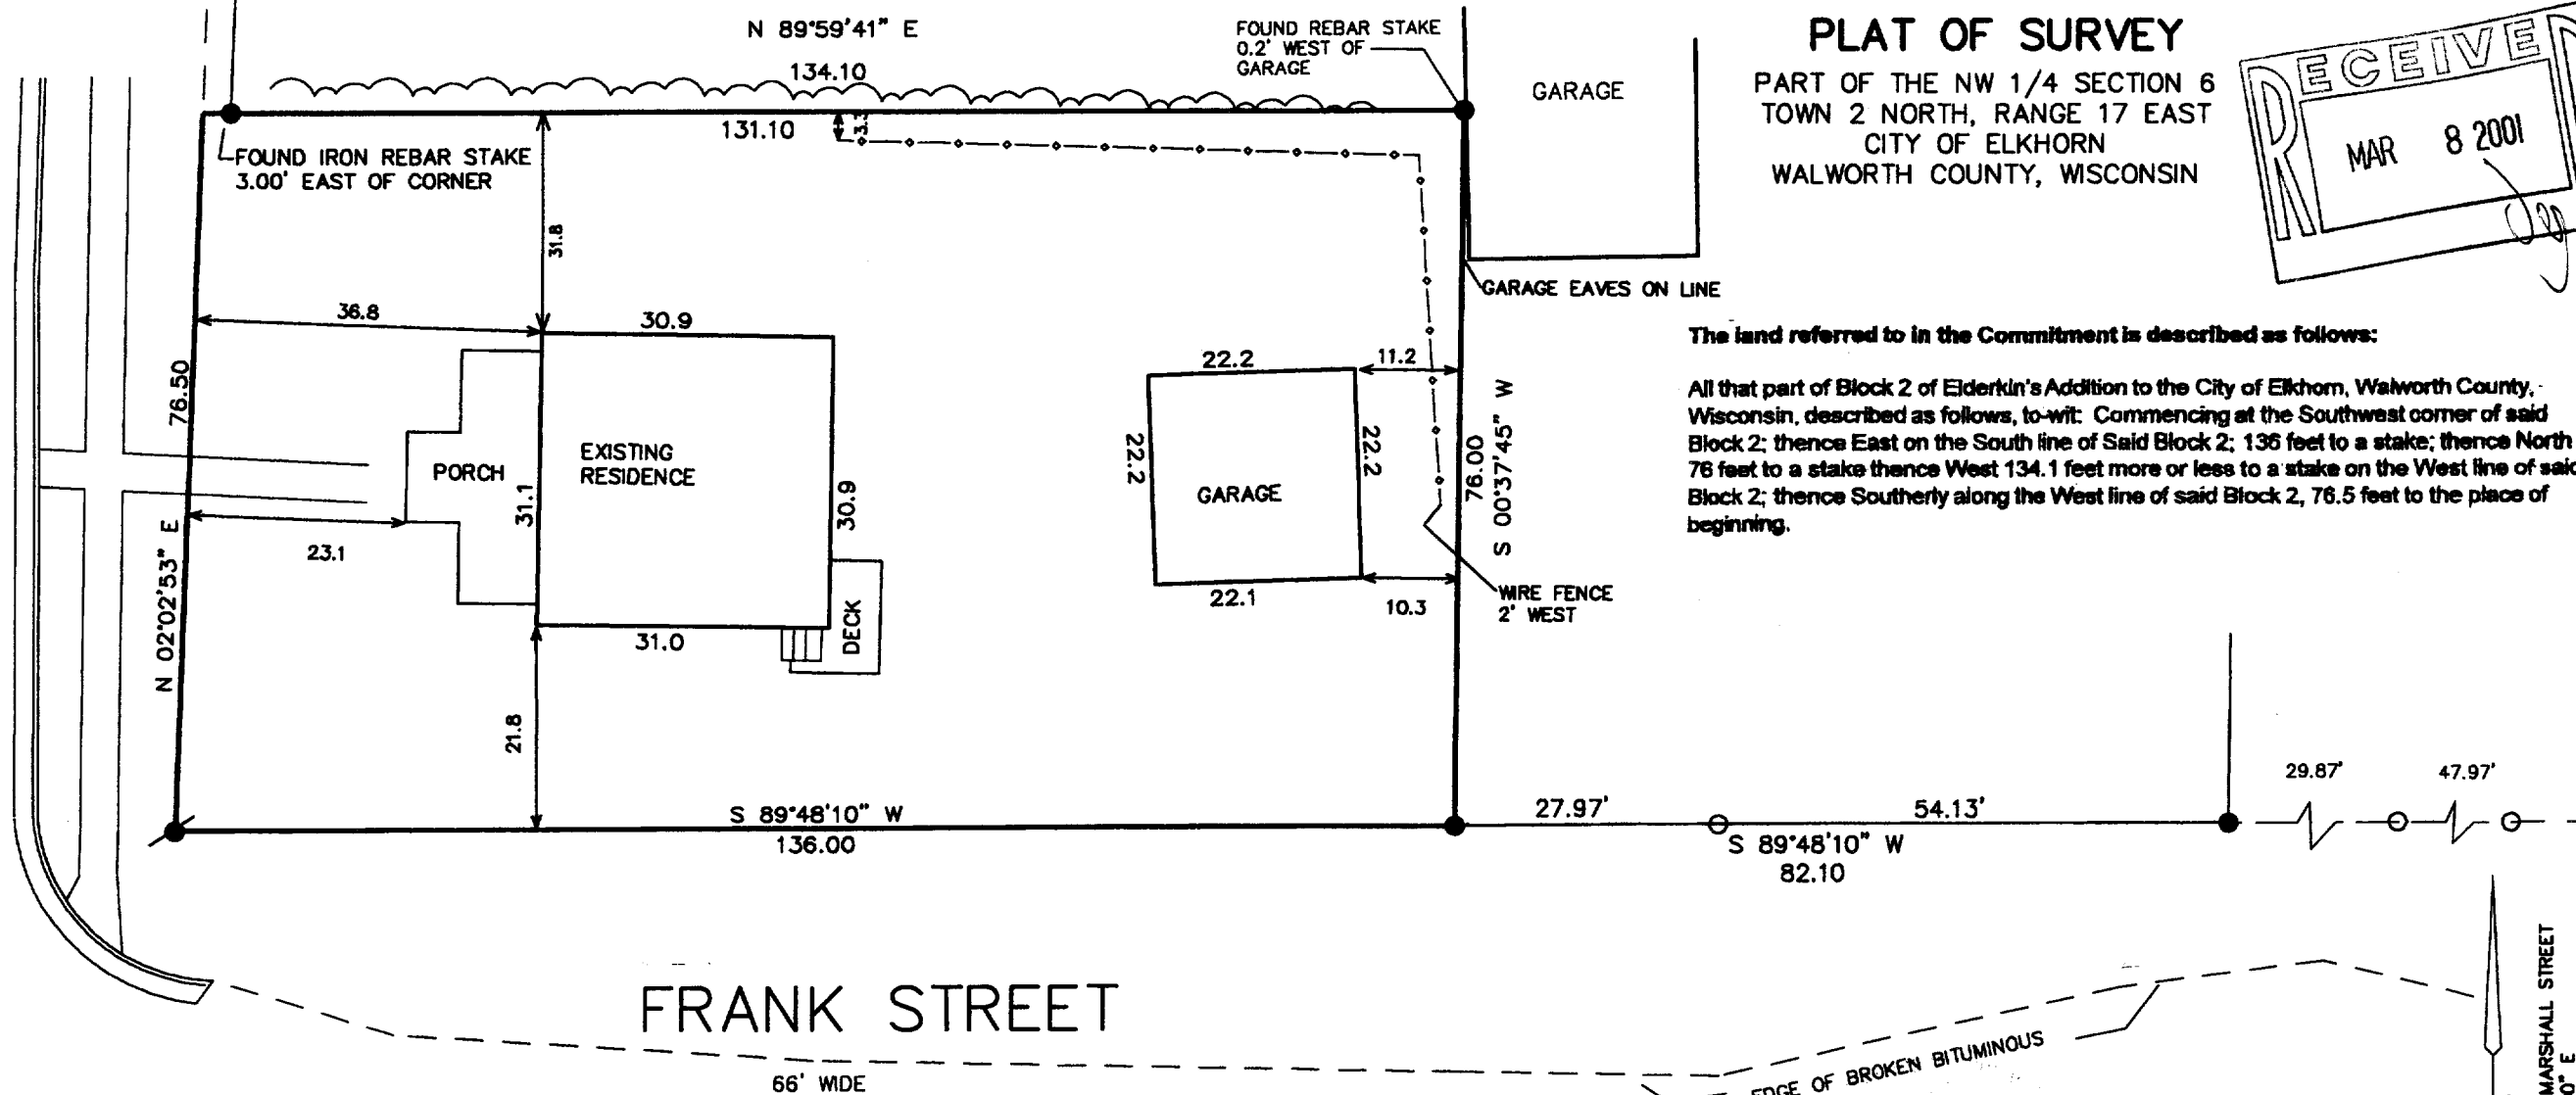 N 89°59'41" E
134.10
131.10
FOUND REBAR STAKE
0.2' WEST OF
GARAGE
GARAGE
PLAT OF SURVEY
PART OF THE NW 1/4 SECTION 6
TOWN 2 NORTH, RANGE 17 EAST
CITY OF ELKHORN
WALWORTH COUNTY, WISCONSIN
RECEIVED
MAR 8 2001
FOUND IRON REBAR STAKE
3.00' EAST OF CORNER
31.8
GARAGE EAVES ON LINE
36.8
30.9
76.50
N 02°02'53" E
PORCH
EXISTING
RESIDENCE
31.1
30.9
23.1
31.0
DECK
21.8
22.2
11.2
22.2
22.2
GARAGE
22.1
10.3
76.00
S 00°37'45" W
WIRE FENCE
2' WEST
The land referred to in the Commitment is described as follows:
All that part of Block 2 of Elderkin's Addition to the City of Elkhorn, Walworth County,
Wisconsin, described as follows, to-wit: Commencing at the Southwest corner of said
Block 2; thence East on the South line of Said Block 2; 136 feet to a stake; thence North
76 feet to a stake thence West 134.1 feet more or less to a stake on the West line of said
Block 2; thence Southerly along the West line of said Block 2, 76.5 feet to the place of
beginning.
S 89°48'10" W
136.00
27.97'
54.13'
S 89°48'10" W
82.10
29.87'
47.97'
FRANK STREET
66' WIDE
EDGE OF BROKEN BITUMINOUS
MARSHALL STREET